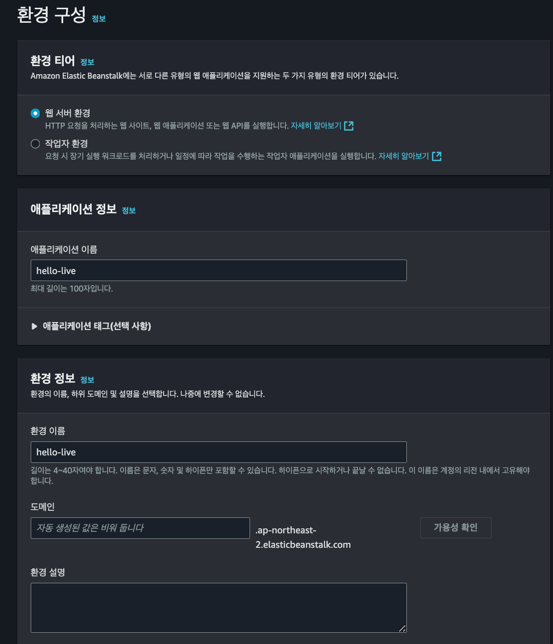 환경 구성 정보
환경 티어 정보
Amazon Elastic Beanstalk에는 서로 다른 유형의 웹 애플리케이션을 지원하는 두 가지 유형의 환경 티어가 있습니다.
웹 서버 환경
HTTP 요청을 처리하는 웹 사이트, 웹 애플리케이션 또는 웹 API를 실행합니다. 자세히 알아보기
작업자 환경
요청 시 장기 실행 워크로드를 처리하거나 일정에 따라 작업을 수행하는 작업자 애플리케이션을 실행합니다. 자세히 알아보기
애플리케이션 정보 정보
애플리케이션 이름
hello-live
최대 길이는 100자입니다.
애플리케이션 태그(선택 사항)
환경 정보 정보
환경의 이름, 하위 도메인 및 설명을 선택합니다. 나중에 변경할 수 없습니다.
환경 이름
hello-live
길이는 4~40자여야 합니다. 이름은 문자, 숫자 및 하이픈만 포함할 수 있습니다. 하이픈으로 시작하거나 끝날 수 없습니다. 이 이름은 계정의 리전 내에서 고유해야
합니다.
도메인
자동 생성된 값은 비워 둡니다
.ap-northeast-
2.elasticbeanstalk.com
가용성 확인
환경 설명